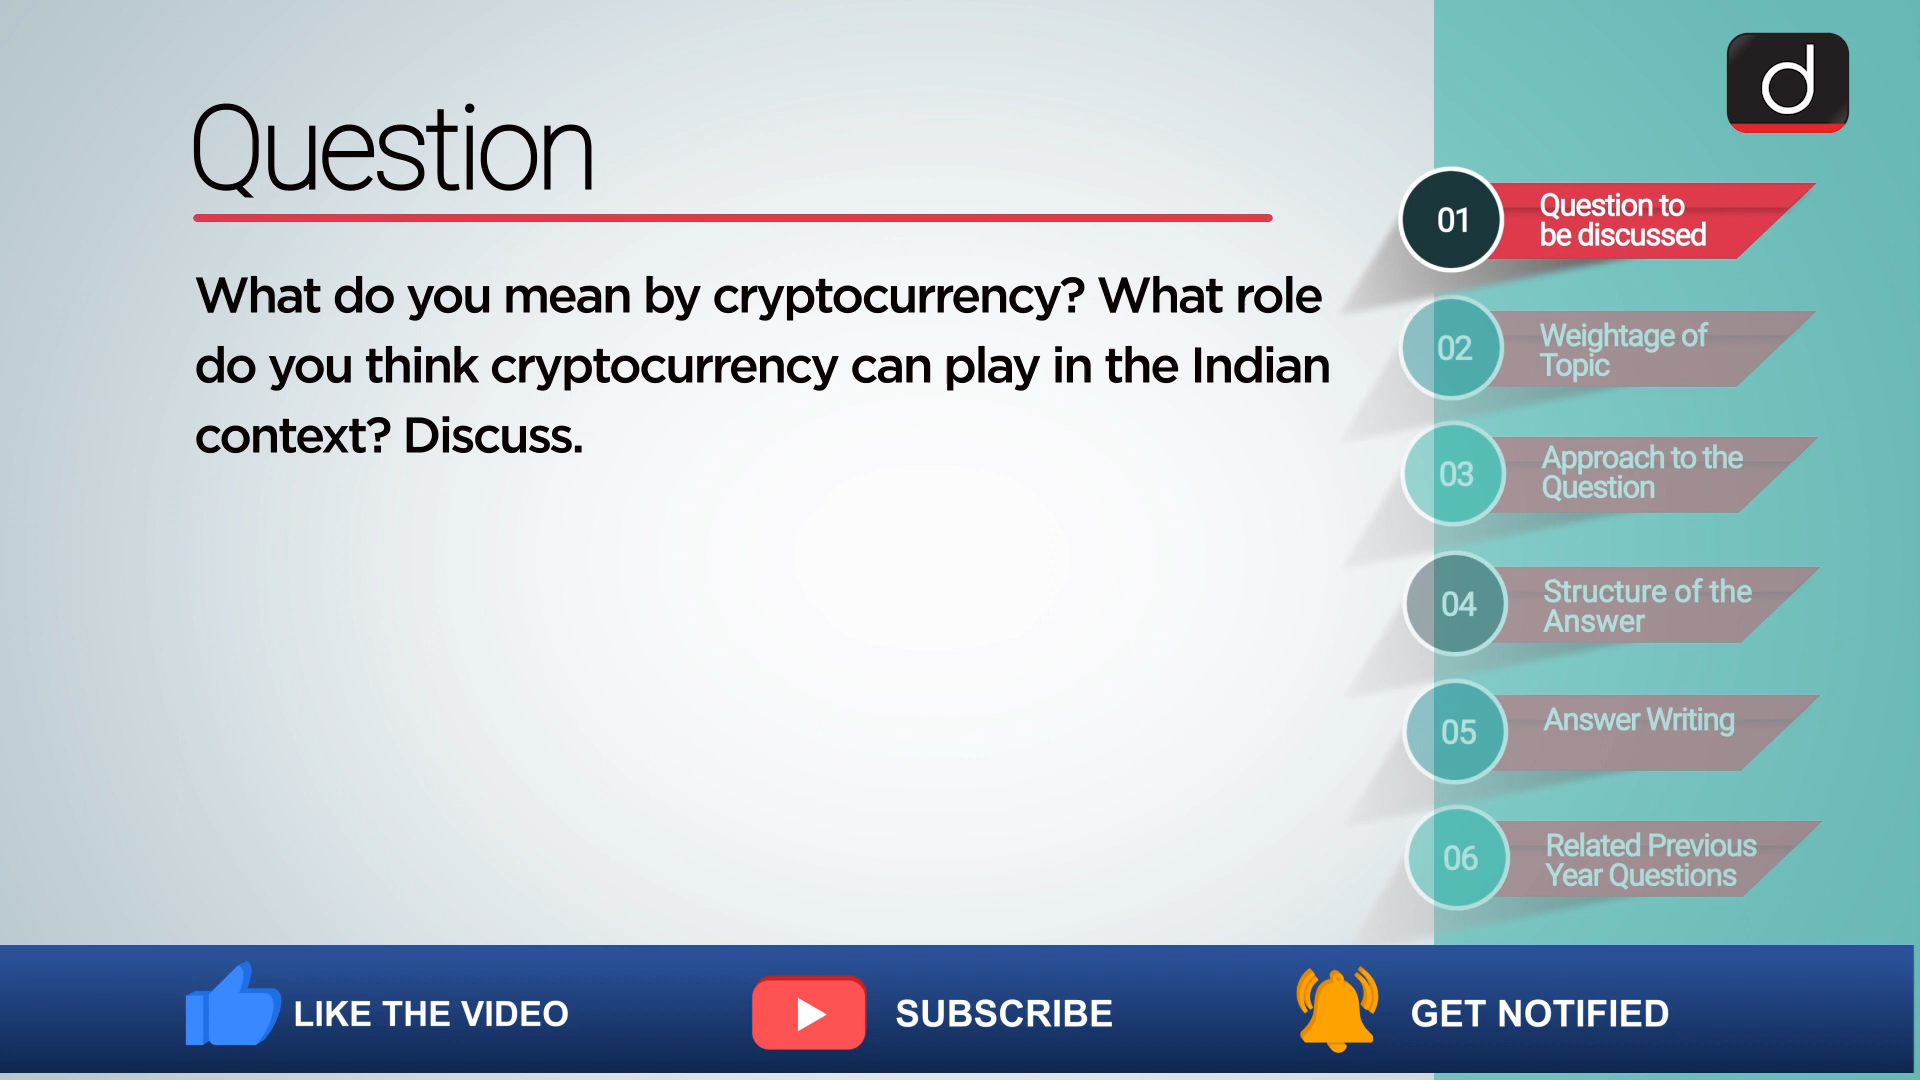 Question
What do you mean by cryptocurrency? What role
do you think cryptocurrency can play in the Indian
context? Discuss.
d
01
Question to
be discussed
02
Weightage of
Topic
03
Approach to the
Question
04
Structure of the
Answer
05
Answer Writing
06
Related Previous
Year Questions
LIKE THE VIDEO
SUBSCRIBE
GET NOTIFIED